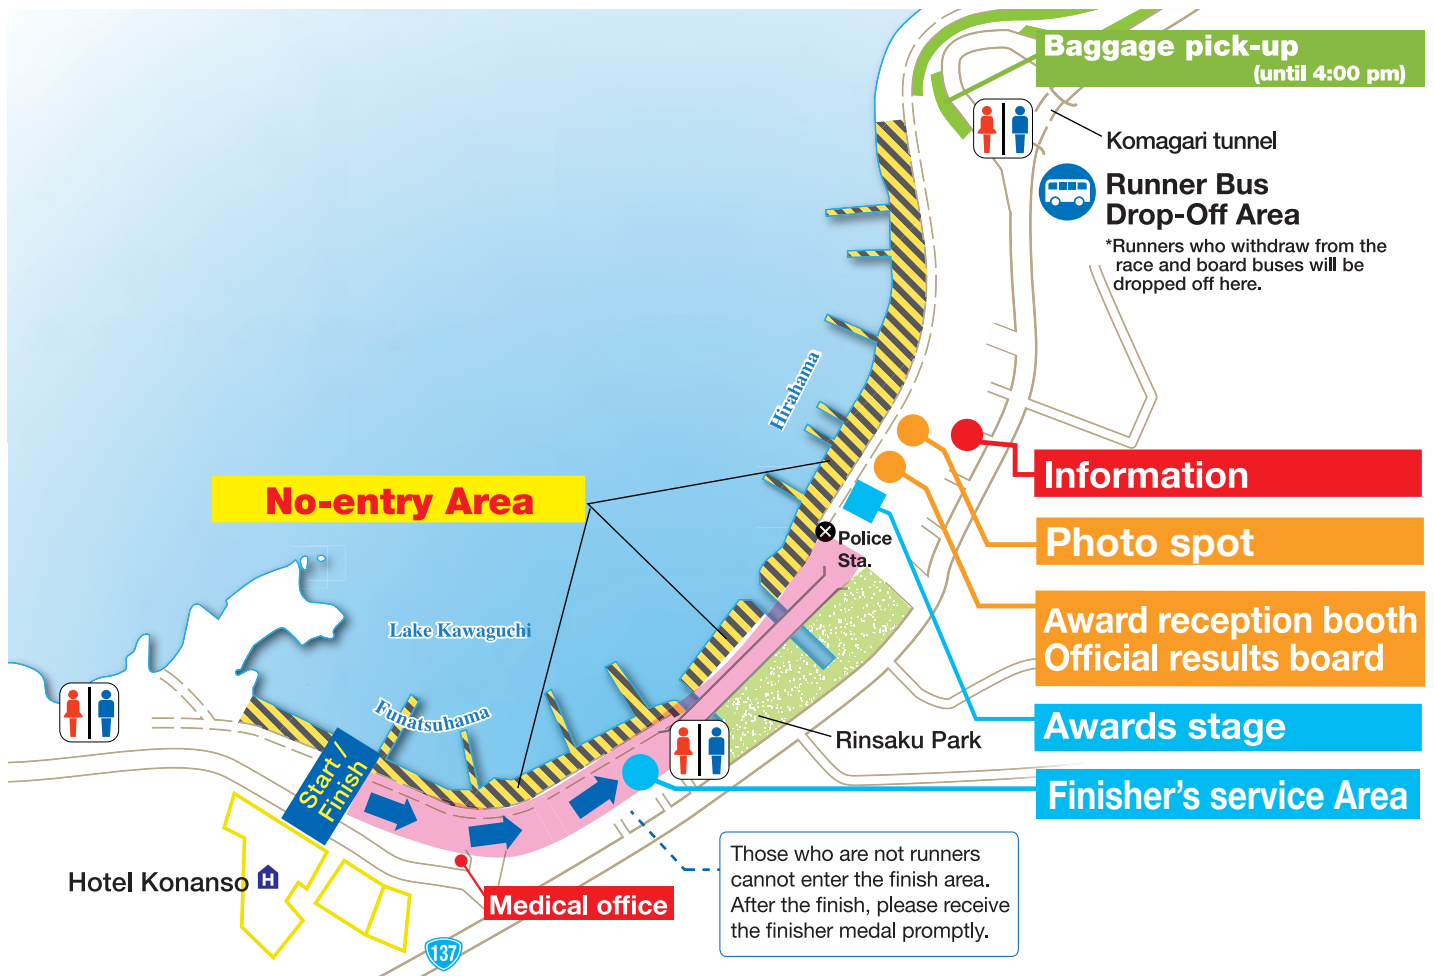 Baggage pick-up
(until 4:00 pm)
Komagari tunnel
Runner Bus
Drop-Off Area
*Runners who withdraw from the
race and board buses will be
dropped off here.
Hirahama
Information
No-entry Area
Photo spot
Police
Sta.
Award reception booth
Official results board
Lake Kawaguchi
Funatsuhama
Awards stage
Rinsaku Park
Start /
Finish
Finisher's service Area
Those who are not runners
cannot enter the finish area.
After the finish, please receive
the finisher medal promptly.
Hotel Konanso
H
Medical office
137